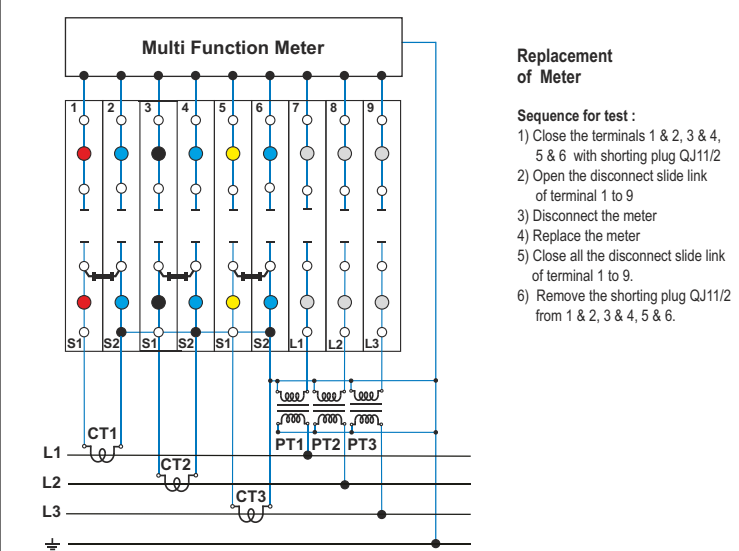 Multi Function Meter
1 2 3 4 5 6 7 8 9
S1 S2 S1 S2 S1 S2 L1 L2 L3
CT1
CT2
CT3
PT1 PT2 PT3
L1
L2
L3
Replacement
of Meter
Sequence for test :
1) Close the terminals 1 & 2, 3 & 4,
5 & 6 with shorting plug QJ11/2
2) Open the disconnect slide link
of terminal 1 to 9
3) Disconnect the meter
4) Replace the meter
5) Close all the disconnect slide link
of terminal 1 to 9.
6) Remove the shorting plug QJ11/2
from 1 & 2, 3 & 4, 5 & 6.